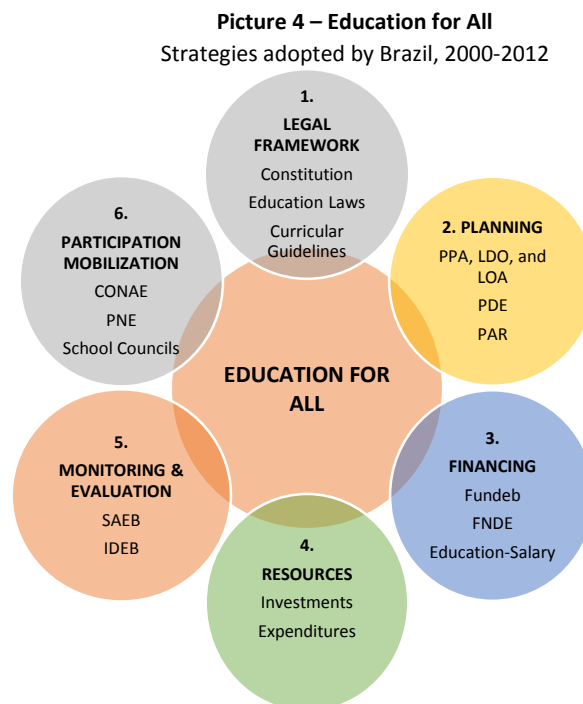 Picture 4 – Education for All
Strategies adopted by Brazil, 2000-2012
1.
LEGAL
FRAMEWORK
Constitution
Education Laws
Curricular
Guidelines
2. PLANNING
PPA, LDO, and
LOA
PDE
PAR
3.
FINANCING
Fundeb
FNDE
Education-Salary
4.
RESOURCES
Investments
Expenditures
5.
MONITORING &
EVALUATION
SAEB
IDEB
6.
PARTICIPATION
MOBILIZATION
CONAE
PNE
School Councils
EDUCATION FOR
ALL